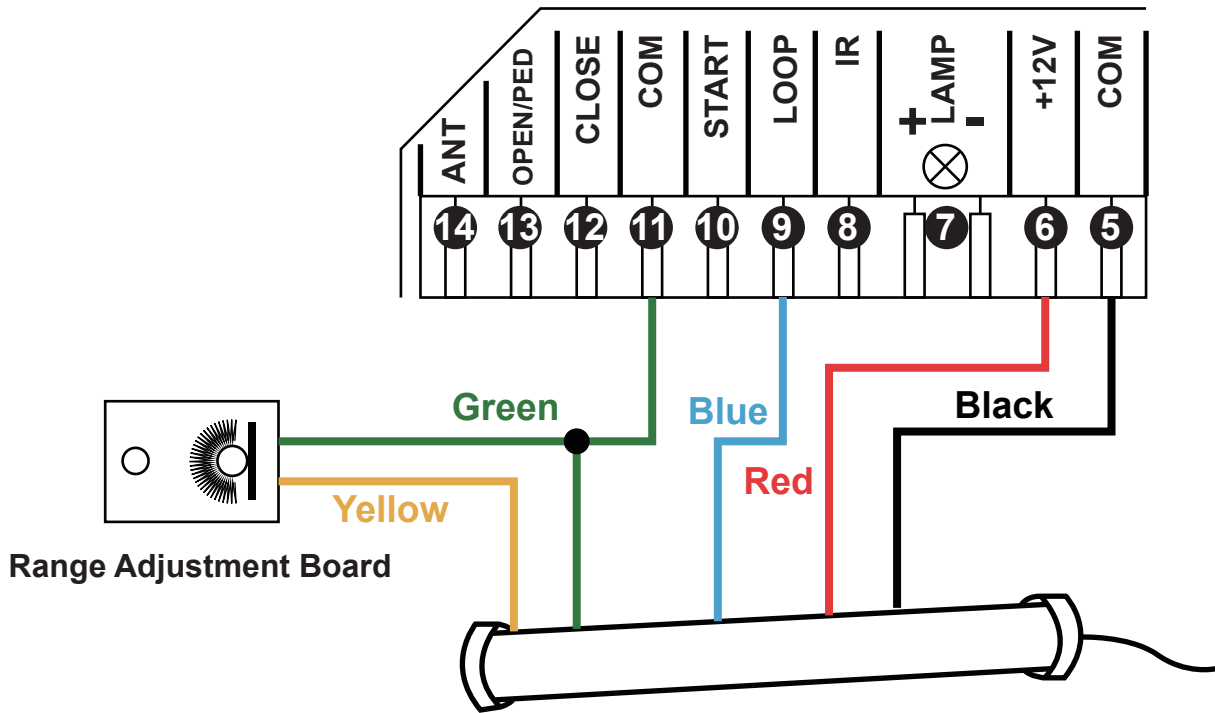 ANT
OPEN/PED
CLOSE
COM
START
LOOP
IR
+ LAMP -
+12V
COM
14 13 12 11 10 9 8 7 6 5
Green
Blue
Black
Red
Yellow
Range Adjustment Board